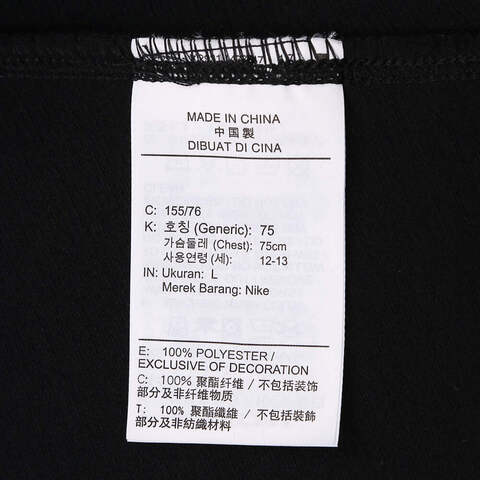 MADE IN CHINA
中国製
DIBUAT DI CINA
C: 155/76
K: 호칭 (Generic): 75
가슴둘레 (Chest): 75cm
사용연령 (세): 12-13
IN: Ukuran: L
Merek Barang: Nike
E: 100% POLYESTER /
EXCLUSIVE OF DECORATION
C: 100% 聚酯纤维 / 不包括装饰
部分及非纤维物质
T: 100% 聚酯纖維 / 不包括裝飾
部分及非紡織材料